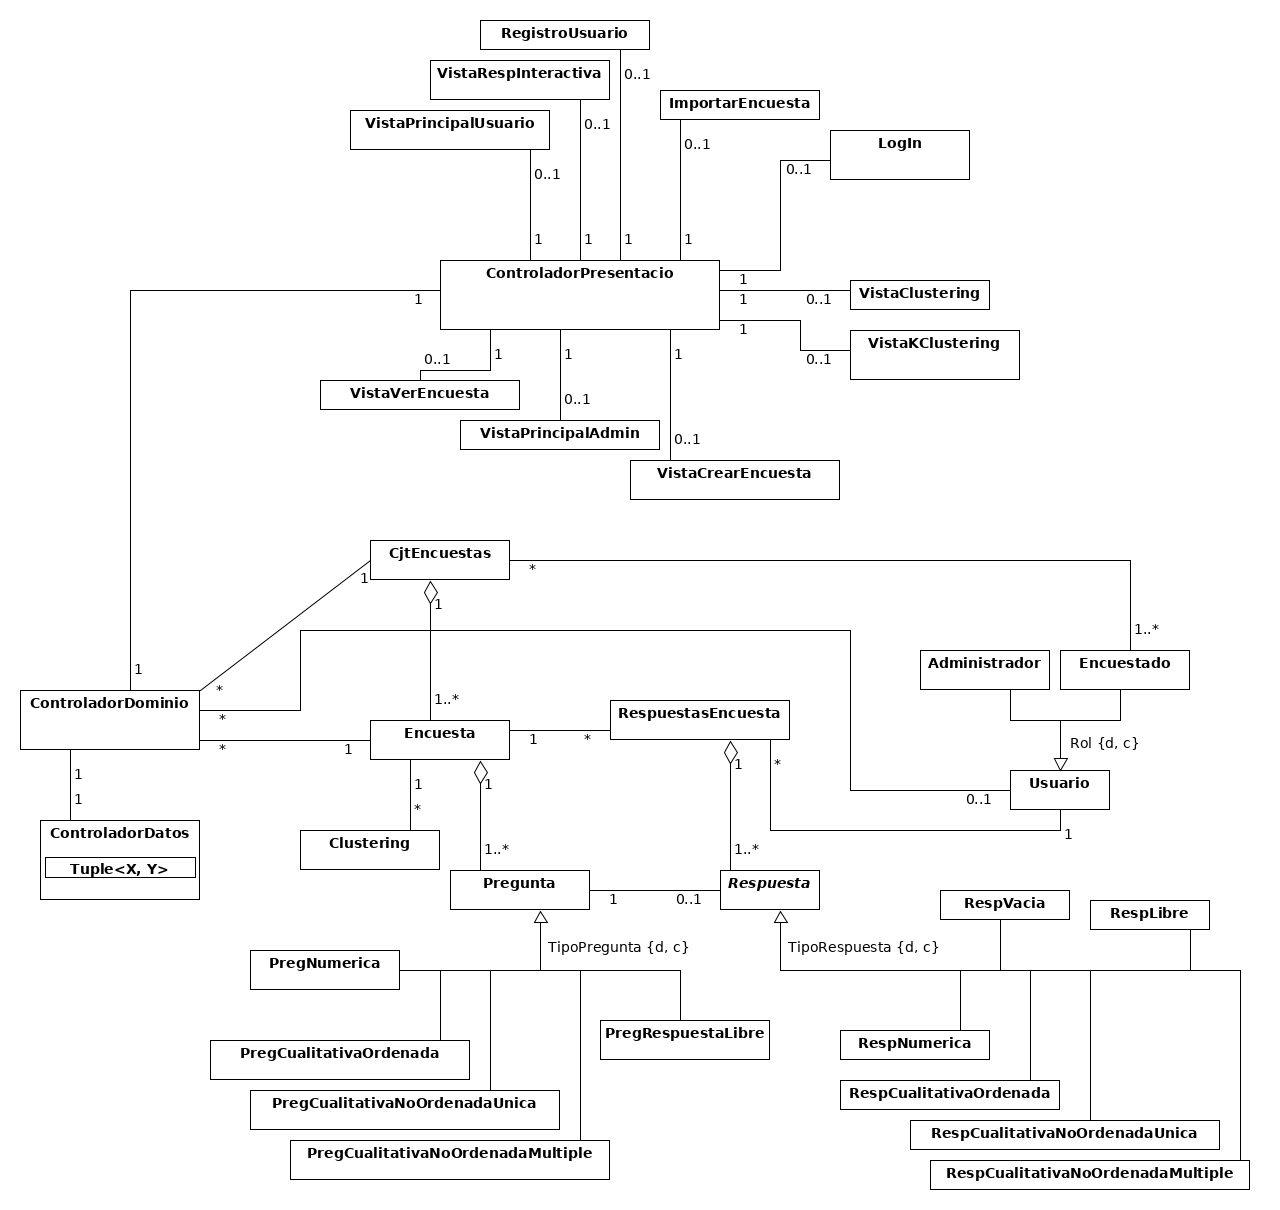 RegistroUsuario
VistaRespInteractiva
0..1
ImportarEncuesta
VistaPrincipalUsuario
0..1
0..1
LogIn
0..1
0..1
1
1
1
1
ControladorPresentacio
1
1
1
0..1
VistaClustering
1
0..1
VistaKClustering
0..1
1
1
1
VistaVerEncuesta
0..1
VistaPrincipalAdmin
0..1
VistaCrearEncuesta
CjtEncuestas
1
*
1
1..*
1
*
ControladorDominio
*
*
1
1..*
Encuesta
1
*
RespuestasEncuesta
Administrador
Encuestado
Rol {d, c}
Usuario
0..1
1
1
1
ControladorDatos
Tuple<X, Y>
1
*
Clustering
1
1..*
1
*
1..*
Pregunta
1
0..1
Respuesta
TipoPregunta {d, c}
TipoRespuesta {d, c}
RespVacia
RespLibre
PregNumerica
PregRespuestaLibre
PregCualitativaOrdenada
PregCualitativaNoOrdenadaUnica
PregCualitativaNoOrdenadaMultiple
RespNumerica
RespCualitativaOrdenada
RespCualitativaNoOrdenadaUnica
RespCualitativaNoOrdenadaMultiple